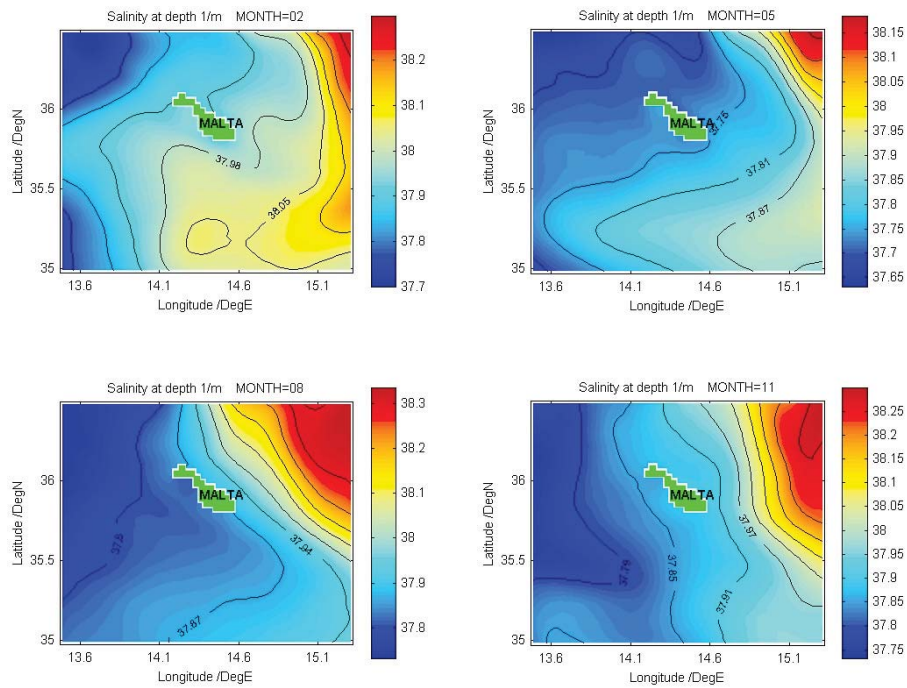 Salinity at depth 1/m MONTH=02
Latitude /DegN
36
35.5
35
MALTA
37.98
38.05
13.6 14.1 14.6 15.1
Longitude /DegE
38.2
38.1
38
37.9
37.8
37.7
Salinity at depth 1/m MONTH=05
Latitude /DegN
36
35.5
35
MALTA
37.75
37.81
37.87
13.6 14.1 14.6 15.1
Longitude /DegE
38.15
38.1
38.05
38
37.95
37.9
37.85
37.8
37.75
37.7
37.65
Salinity at depth 1/m MONTH=08
Latitude /DegN
36
35.5
35
MALTA
37.8
37.94
37.87
13.6 14.1 14.6 15.1
Longitude /DegE
38.3
38.2
38.1
38
37.9
37.8
Salinity at depth 1/m MONTH=11
Latitude /DegN
36
35.5
35
MALTA
37.97
37.79
37.85
37.91
13.6 14.1 14.6 15.1
Longitude /DegE
38.25
38.2
38.15
38.1
38.05
38
37.95
37.9
37.85
37.8
37.75